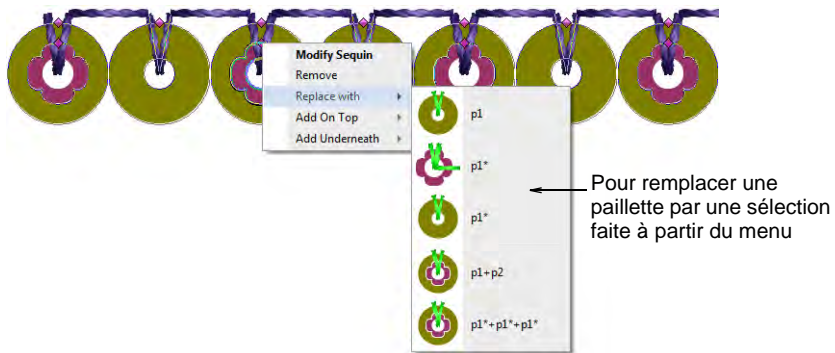 Modify Sequin
Remove
Replace with
Add On Top
Add Underneath
p1
p1*
p1*
p1+p2
p1*+p1*+p1*
Pour remplacer une
paillette par une sélection
faite à partir du menu